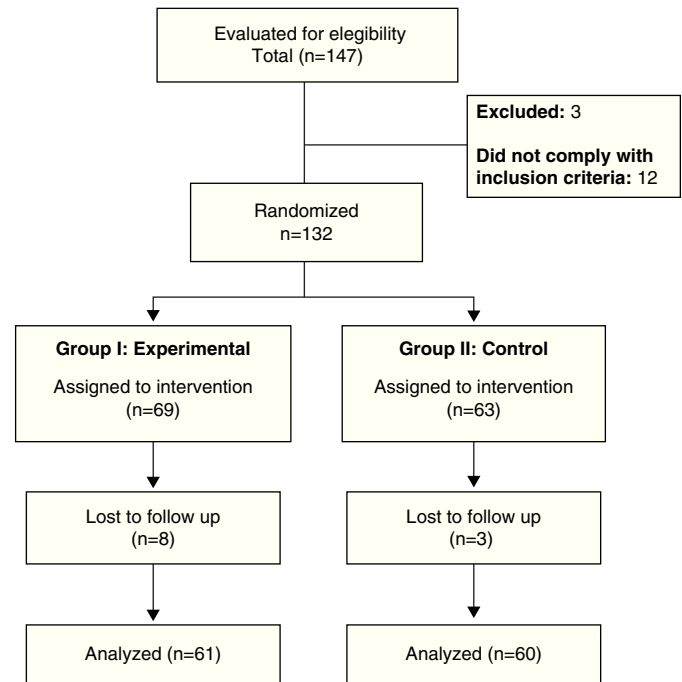 Evaluated for elegibility
Total (n=147)
Excluded: 3
Did not comply with
inclusion criteria: 12
Randomized
n=132
Group I: Experimental
Assigned to intervention
(n=69)
Group II: Control
Assigned to intervention
(n=63)
Lost to follow up
(n=8)
Lost to follow up
(n=3)
Analyzed (n=61)
Analyzed (n=60)